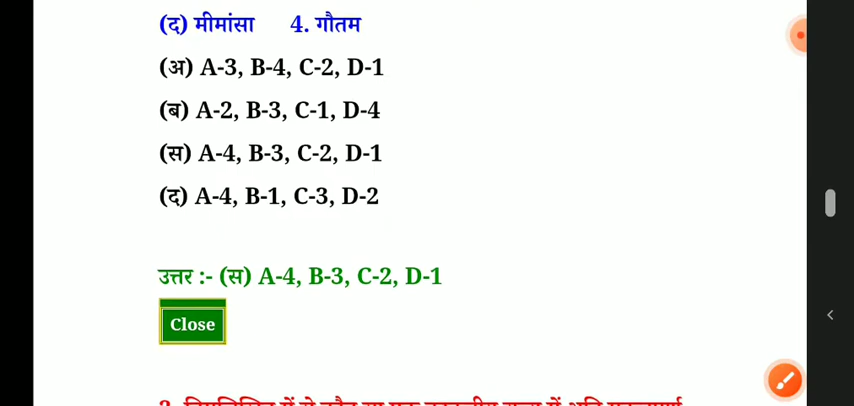 (द) मीमांसा 4. गौतम
(अ) A-3, B-4, C-2, D-1
(ब) A-2, B-3, C-1, D-4
(स) A-4, B-3, C-2, D-1
(द) A-4, B-1, C-3, D-2
उत्तर :- (स) A-4, B-3, C-2, D-1
Close